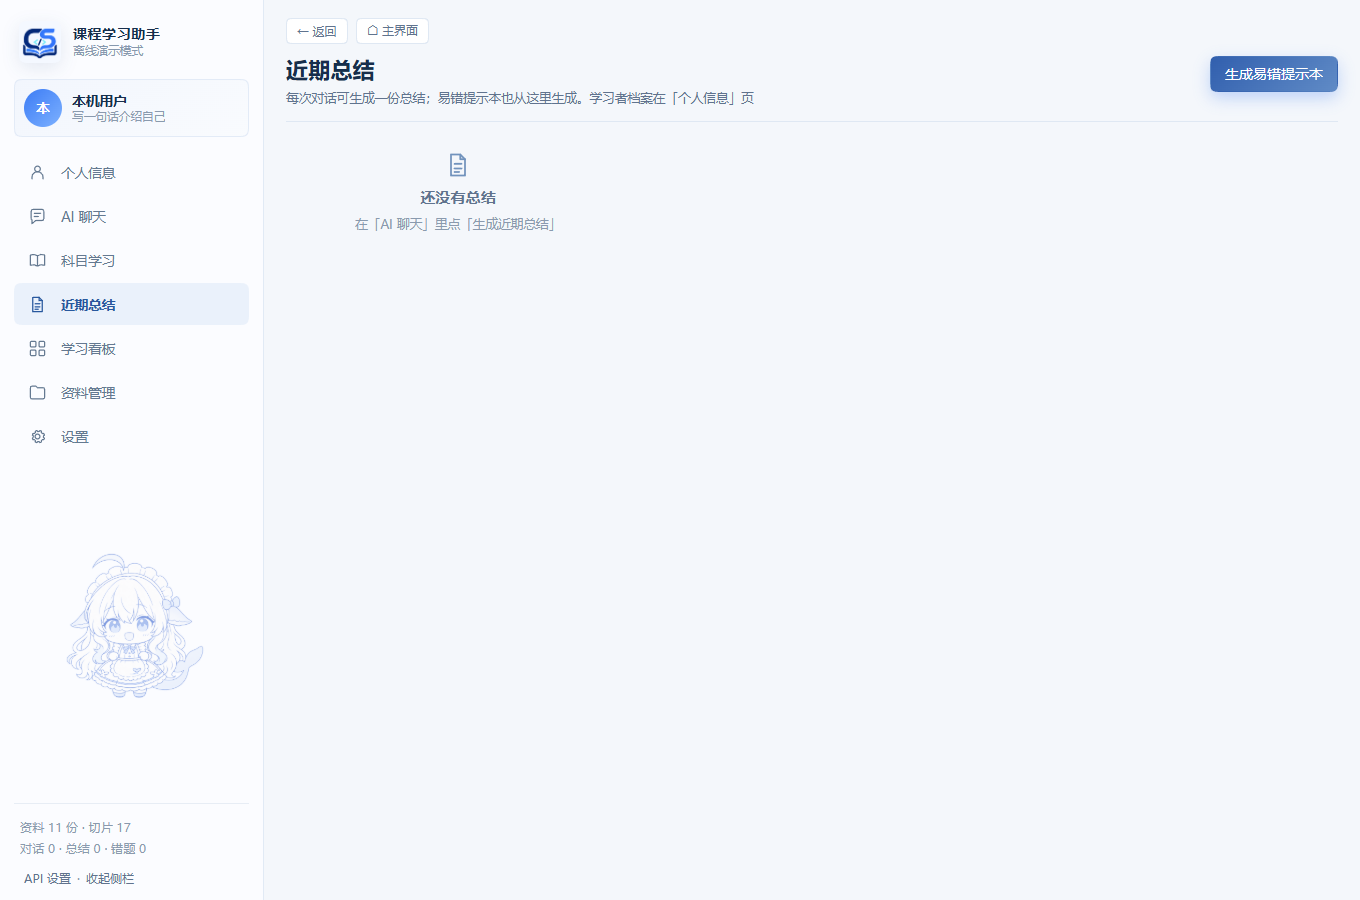 课程学习助手
离线演示模式
本
本机用户
写一句话介绍自己
个人信息
AI 聊天
科目学习
近期总结
学习看板
资料管理
设置
资料 11 份 · 切片 17
对话 0 · 总结 0 · 错题 0
API 设置 · 收起侧栏
← 返回
主界面
近期总结
每次对话可生成一份总结；易错提示本也从这里生成。学习者档案在「个人信息」页
生成易错提示本
还没有总结
在「AI 聊天」里点「生成近期总结」